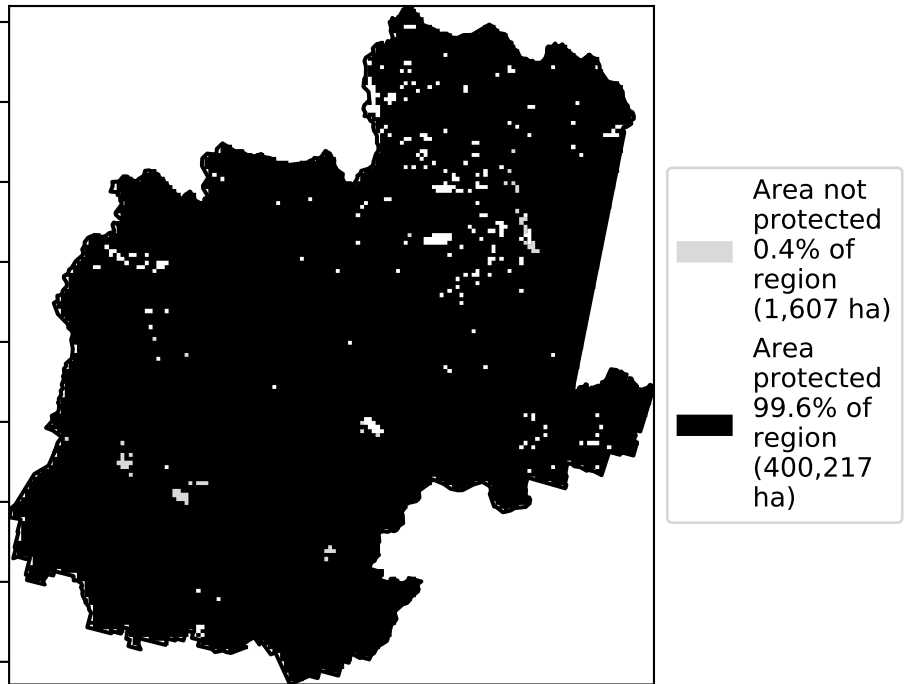 Area not
protected
0.4% of
region
(1,607 ha)
Area
protected
99.6% of
region
(400,217
ha)